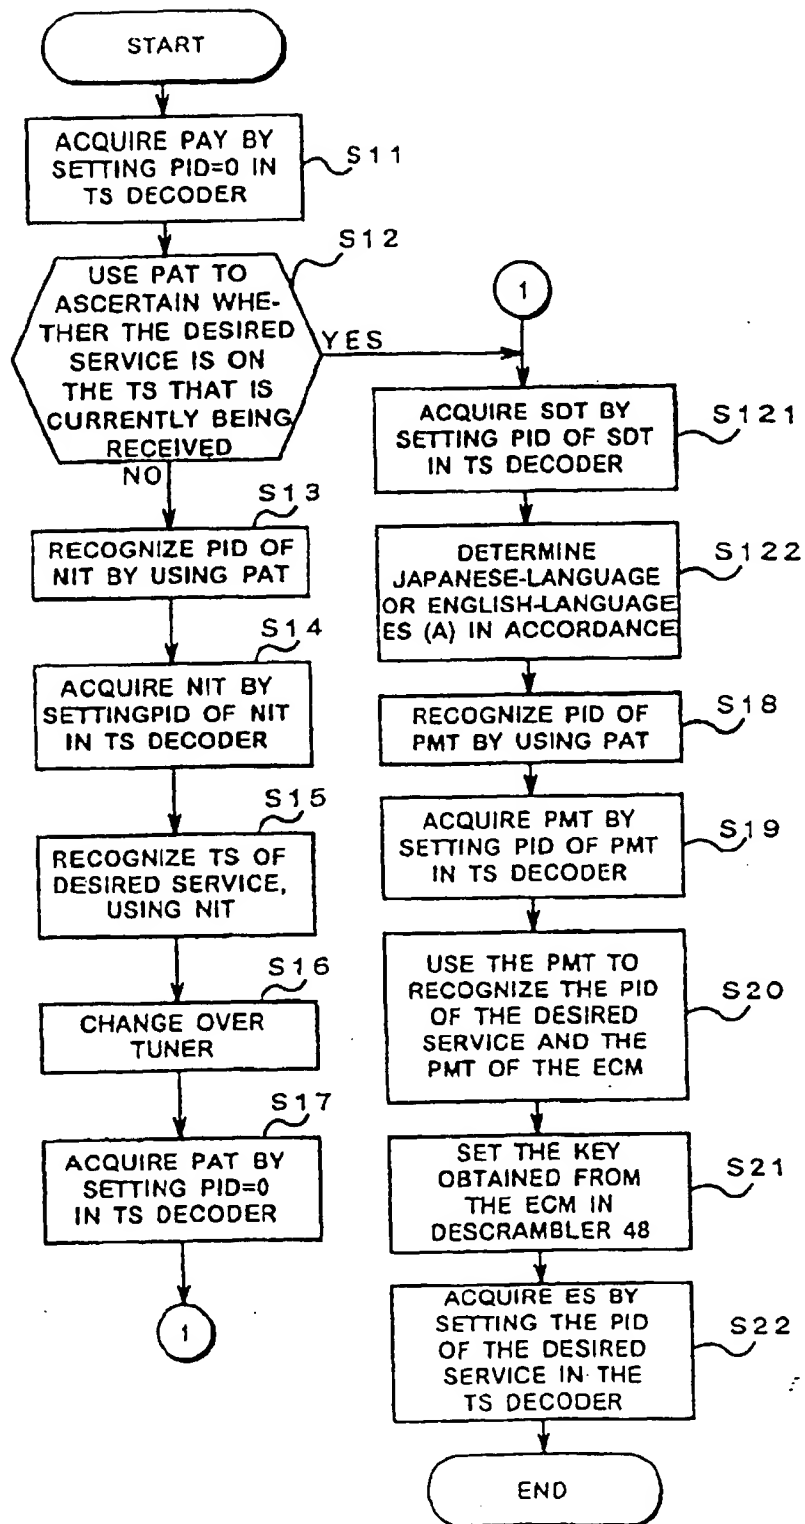 START
ACQUIRE PAY BY
SETTING PID=0 IN
TS DECODER
S11
S12
USE PAT TO
ASCERTAIN WHE-
THER THE DESIRED
SERVICE IS ON
THE TS THAT IS
CURRENTLY BEING
RECEIVED
YES
NO
S13
RECOGNIZE PID OF
NIT BY USING PAT
S14
ACQUIRE NIT BY
SETTINGPID OF NIT
IN TS DECODER
S15
RECOGNIZE TS OF
DESIRED SERVICE,
USING NIT
S16
CHANGE OVER
TUNER
S17
ACQUIRE PAT BY
SETTING PID=0
IN TS DECODER
1
1
ACQUIRE SDT BY
SETTING PID OF SDT
IN TS DECODER
S121
DETERMINE
JAPANESE-LANGUAGE
OR ENGLISH-LANGUAGE
ES (A) IN ACCORDANCE
S122
RECOGNIZE PID OF
PMT BY USING PAT
S18
ACQUIRE PMT BY
SETTING PID OF PMT
IN TS DECODER
S19
USE THE PMT TO
RECOGNIZE THE PID
OF THE DESIRED
SERVICE AND THE
PMT OF THE ECM
S20
SET THE KEY
OBTAINED FROM
THE ECM IN
DESCRAMBLER 48
S21
ACQUIRE ES BY
SETTING THE PID
OF THE DESIRED
SERVICE IN THE
TS DECODER
S22
END